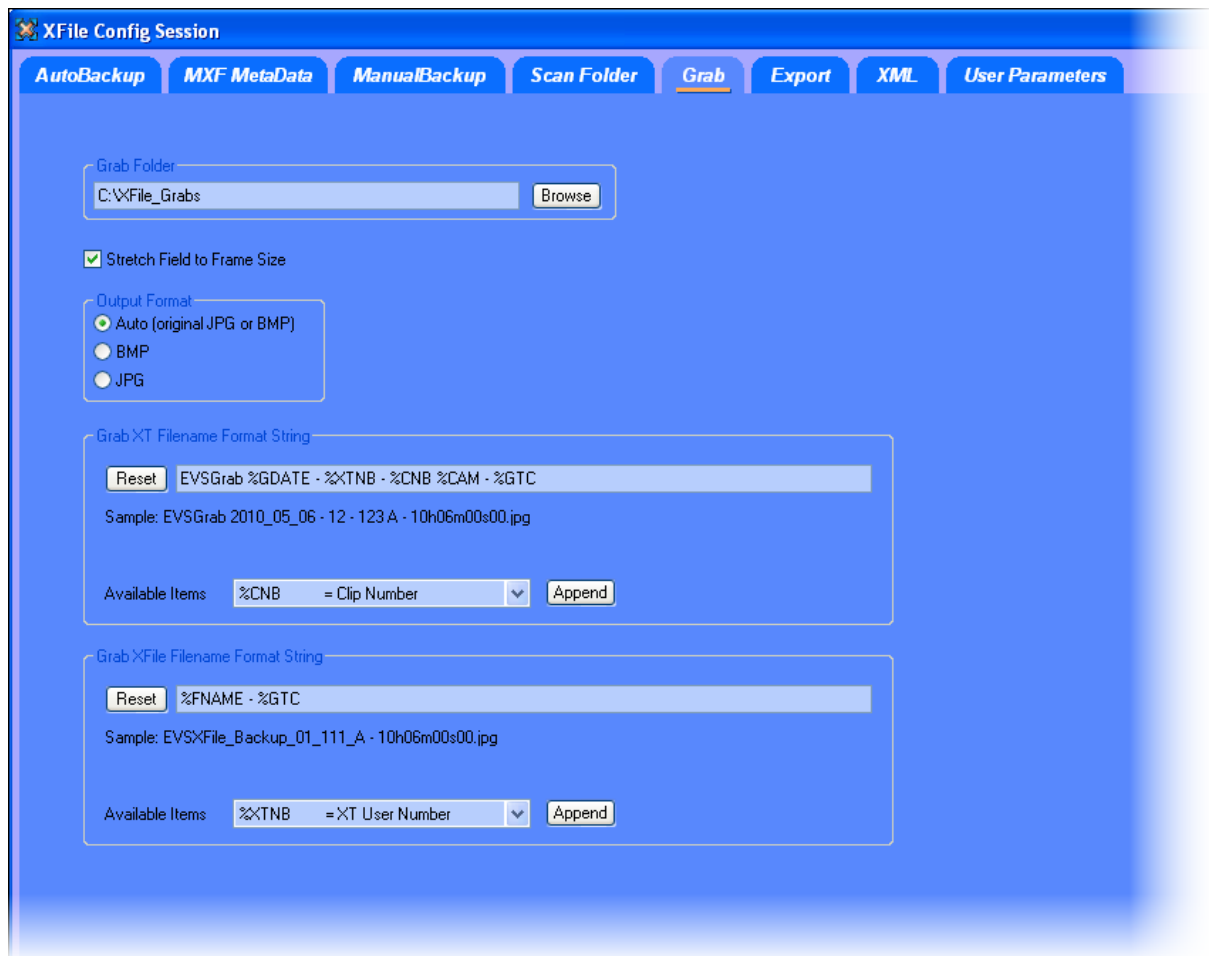 XFile Config Session
AutoBackup MXF MetaData ManualBackup Scan Folder Grab Export XML User Parameters
Grab Folder
C:\XFile_Grabs Browse
Stretch Field to Frame Size
Output Format
Auto (original JPG or BMP)
BMP
JPG
Grab XT Filename Format String
Reset EVSGrab %GDATE - %XTNB - %CNB %CAM - %GTC
Sample: EVSGrab 2010_05_06 - 12 - 123 A - 10h06m00s00.jpg
Available Items %CNB = Clip Number Append
Grab XFile Filename Format String
Reset %FNAME - %GTC
Sample: EVSXFile_Backup_01_111_A - 10h06m00s00.jpg
Available Items %XTNB = XT User Number Append